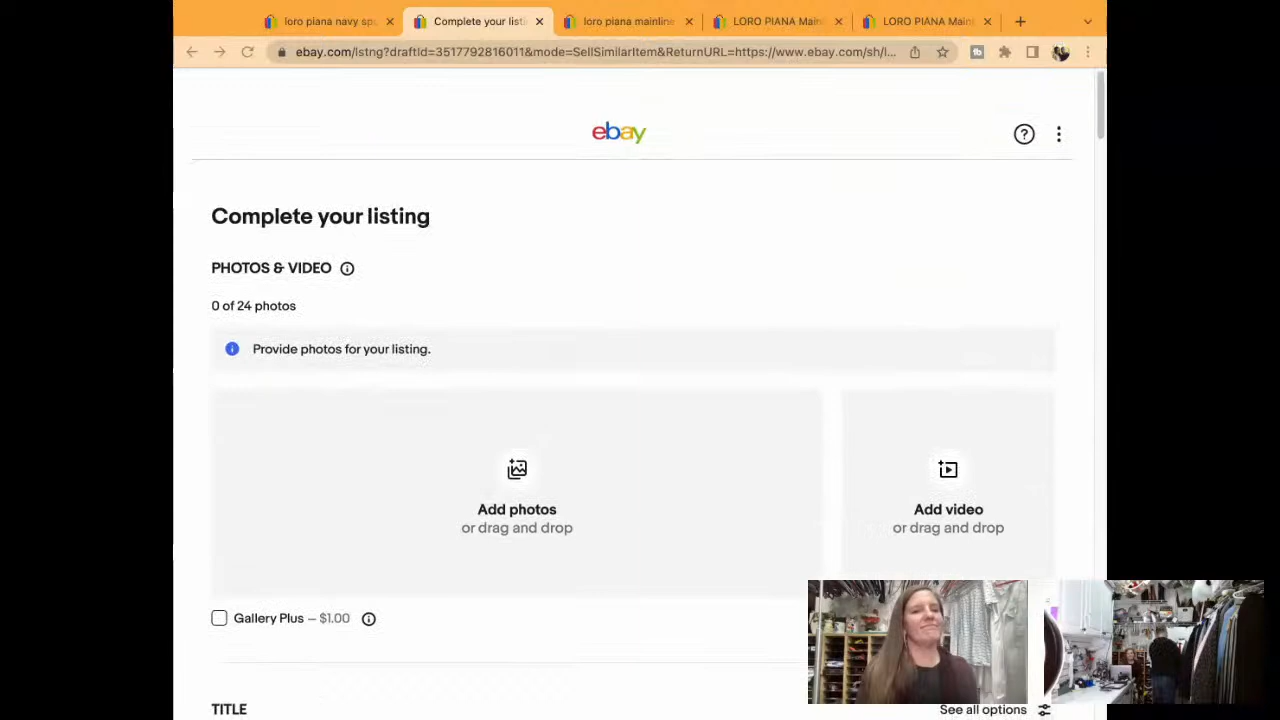 loro piana navy spo
Complete your listi
loro piana mainline
LORO PIANA Main
LORO PIANA Main
ebay.com/lstng?draftId=3517792816011&mode=SellSimilarItem&ReturnURL=https://www.ebay.com/sh/l...
ebay
Complete your listing
PHOTOS & VIDEO
0 of 24 photos
Provide photos for your listing.
Add photos
or drag and drop
Add video
or drag and drop
Gallery Plus – $1.00
TITLE
See all options